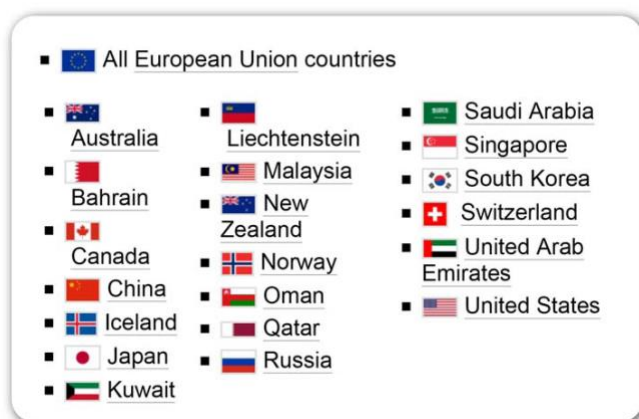 All European Union countries
Australia
Bahrain
Canada
China
Iceland
Japan
Kuwait
Liechtenstein
Malaysia
New
Zealand
Norway
Oman
Qatar
Russia
Saudi Arabia
Singapore
South Korea
Switzerland
United Arab
Emirates
United States